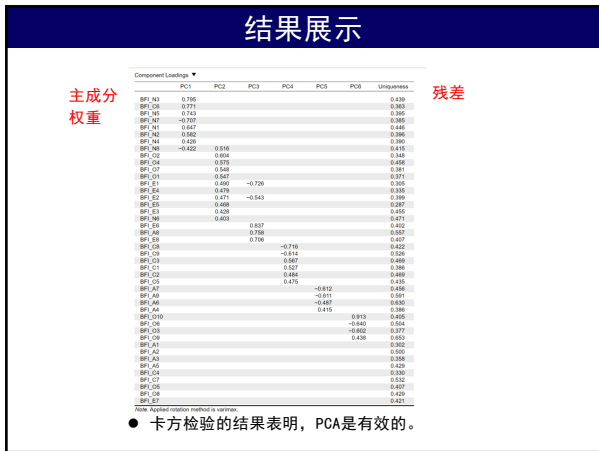 结果展示
Component Loadings ▼
PC1 PC2 PC3 PC4 PC5 PC6 Uniqueness
主成分
权重
残差
BFI_N3 0.795 0.439
BFI_C6 0.771 0.363
BFI_N5 0.743 0.395
BFI_N7 −0.707 0.385
BFI_N1 0.647 0.446
BFI_N2 0.582 0.396
BFI_N4 0.426 0.390
BFI_N8 −0.422 0.516 0.415
BFI_O2 0.604 0.348
BFI_O4 0.575 0.458
BFI_O7 0.548 0.381
BFI_O1 0.547 0.371
BFI_E1 0.490 −0.726 0.305
BFI_E4 0.479 0.335
BFI_E2 0.471 −0.543 0.399
BFI_E5 0.468 0.287
BFI_E3 0.428 0.455
BFI_N6 0.403 0.471
BFI_E6 0.837 0.402
BFI_A8 0.758 0.557
BFI_E8 0.706 0.407
BFI_C8 −0.716 0.422
BFI_C9 −0.614 0.526
BFI_C3 0.567 0.469
BFI_C1 0.527 0.386
BFI_C2 0.484 0.469
BFI_C5 0.475 0.435
BFI_A7 −0.612 0.456
BFI_A9 −0.611 0.591
BFI_A6 −0.487 0.630
BFI_A4 0.415 0.386
BFI_O10 0.913 0.405
BFI_O6 −0.640 0.504
BFI_O3 −0.602 0.377
BFI_O9 0.438 0.653
BFI_A1 0.302
BFI_A2 0.500
BFI_A3 0.358
BFI_A5 0.429
BFI_C4 0.330
BFI_C7 0.532
BFI_O5 0.407
BFI_O8 0.429
BFI_E7 0.421
Note. Applied rotation method is varimax.
● 卡方检验的结果表明，PCA是有效的。